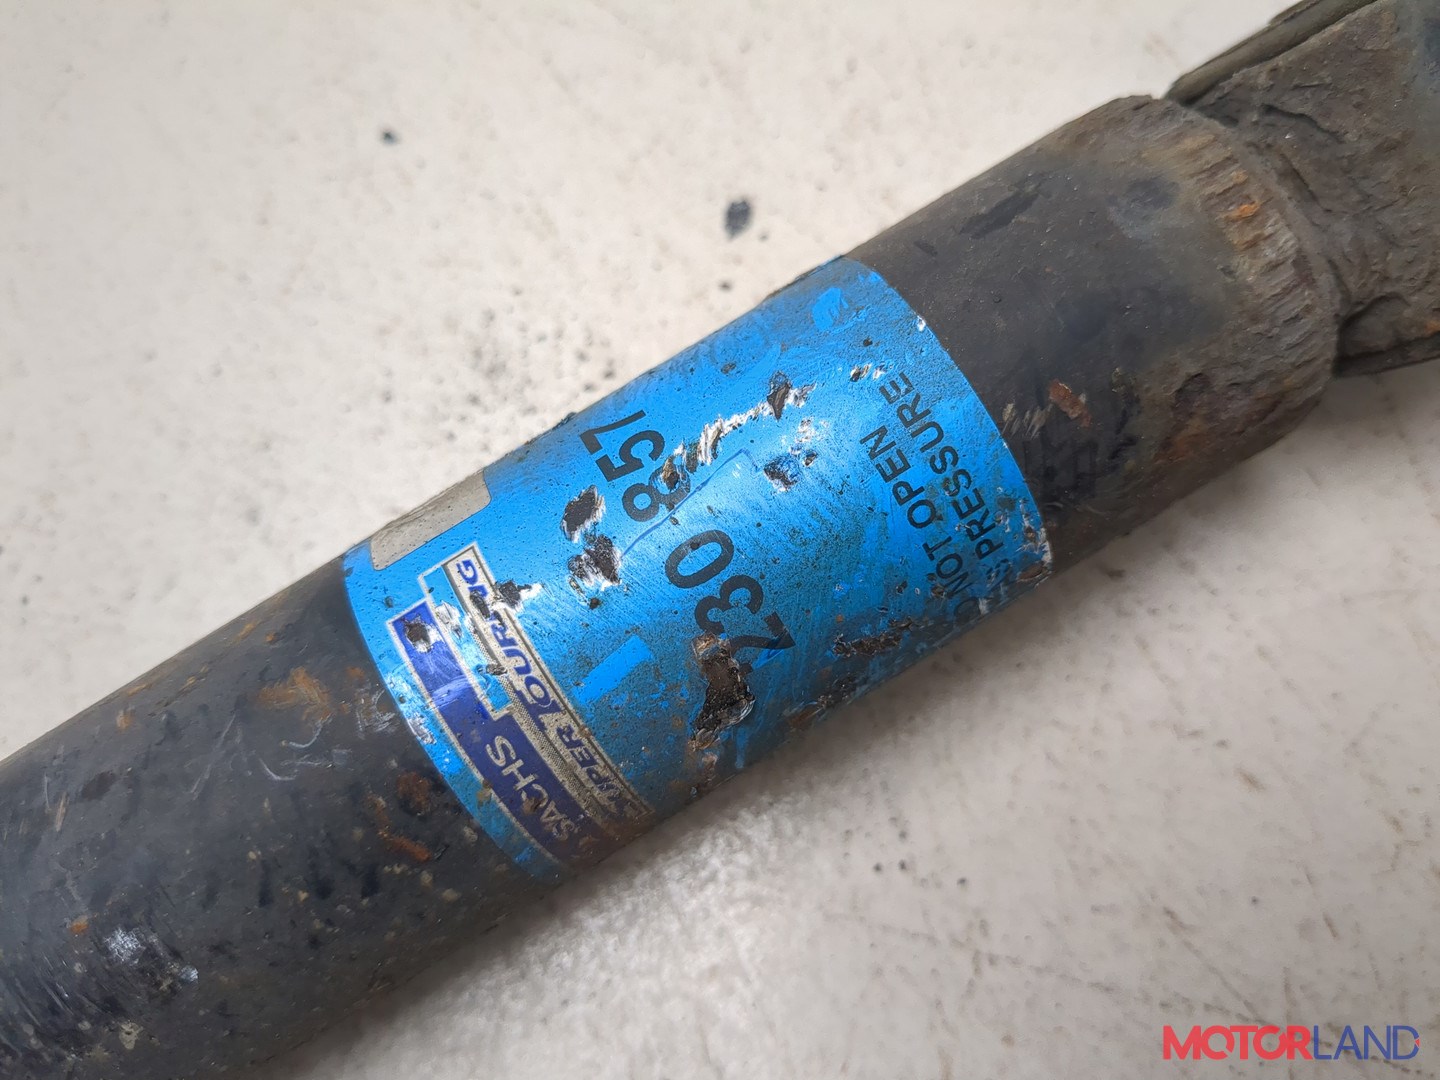 SACHS
SUPER TOURING
230 857
NOT OPEN
PRESSURE
MOTORLAND